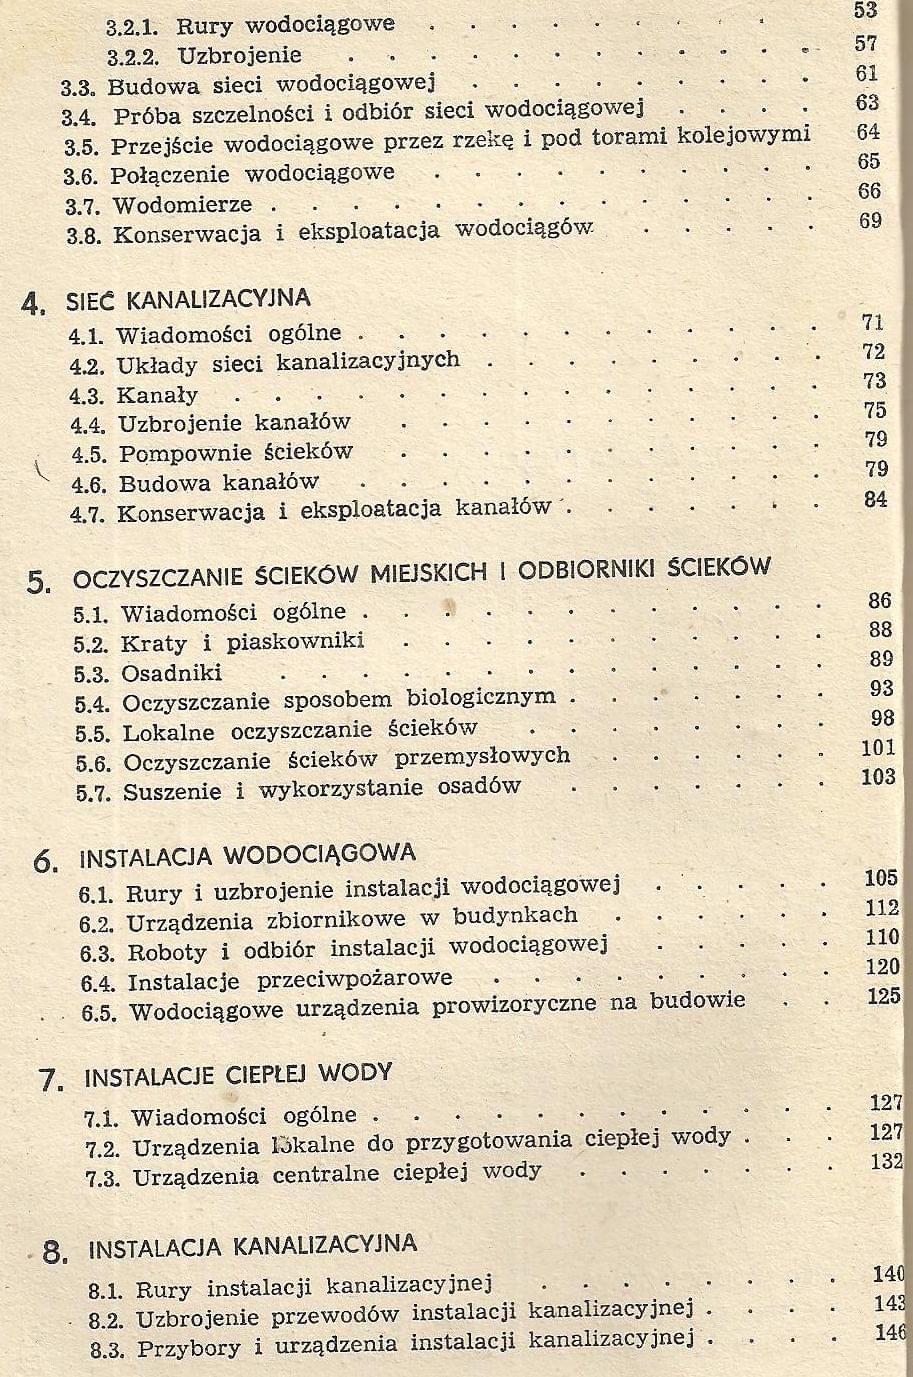 3.2.1. Rury wodociągowe . . . . . . . . . 53
3.2.2. Uzbrojenie . . . . . . . . . . . . 57
3.3. Budowa sieci wodociągowej . . . . . . . . . 61
3.4. Próba szczelności i odbiór sieci wodociągowej . . . . 63
3.5. Przejście wodociągowe przez rzekę i pod torami kolejowymi 64
3.6. Połączenie wodociągowe . . . . . . . . . . 65
3.7. Wodomierze . . . . . . . . . . . . . . 66
3.8. Konserwacja i eksploatacja wodociągów . . . . . 69
4. SIEĆ KANALIZACYJNA
4.1. Wiadomości ogólne . . . . . . . . . . . . 71
4.2. Układy sieci kanalizacyjnych . . . . . . . . . 72
4.3. Kanały . . . . . . . . . . . . . . . 73
4.4. Uzbrojenie kanałów . . . . . . . . . . . 75
4.5. Pompownie ścieków . . . . . . . . . . . 79
4.6. Budowa kanałów . . . . . . . . . . . . 79
4.7. Konserwacja i eksploatacja kanałów . . . . . . . 84
5. OCZYSZCZANIE ŚCIEKÓW MIEJSKICH I ODBIORNIKI ŚCIEKÓW
5.1. Wiadomości ogólne . . . . . . . . . . . . 86
5.2. Kraty i piaskowniki . . . . . . . . . . . 88
5.3. Osadniki . . . . . . . . . . . . . . 89
5.4. Oczyszczanie sposobem biologicznym . . . . . . . 93
5.5. Lokalne oczyszczanie ścieków . . . . . . . . 98
5.6. Oczyszczanie ścieków przemysłowych . . . . . . 101
5.7. Suszenie i wykorzystanie osadów . . . . . . . 103
6. INSTALACJA WODOCIĄGOWA
6.1. Rury i uzbrojenie instalacji wodociągowej . . . . . 105
6.2. Urządzenia zbiornikowe w budynkach . . . . . . 112
6.3. Roboty i odbiór instalacji wodociągowej . . . . . 110
6.4. Instalacje przeciwpożarowe . . . . . . . . . 120
6.5. Wodociągowe urządzenia prowizoryczne na budowie . . 125
7. INSTALACJE CIEPŁEJ WODY
7.1. Wiadomości ogólne . . . . . . . . . . . . 127
7.2. Urządzenia lokalne do przygotowania ciepłej wody . . . 127
7.3. Urządzenia centralne ciepłej wody . . . . . . . 132
8. INSTALACJA KANALIZACYJNA
8.1. Rury instalacji kanalizacyjnej . . . . . . . . 140
8.2. Uzbrojenie przewodów instalacji kanalizacyjnej . . . . 143
8.3. Przybory i urządzenia instalacji kanalizacyjnej . . . . 146